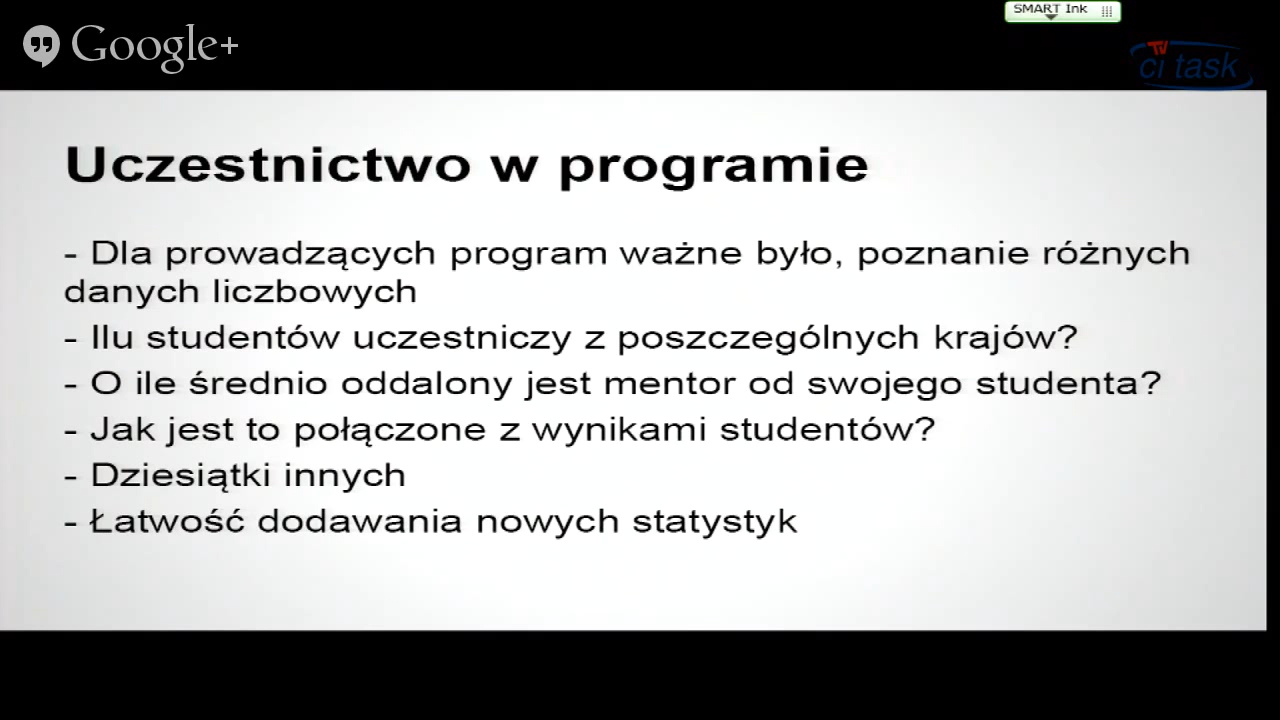 SMART Ink
Google+
TV
ci task
Uczestnictwo w programie
- Dla prowadzących program ważne było, poznanie różnych
danych liczbowych
- Ilu studentów uczestniczy z poszczególnych krajów?
- O ile średnio oddalony jest mentor od swojego studenta?
- Jak jest to połączone z wynikami studentów?
- Dziesiątki innych
- Łatwość dodawania nowych statystyk